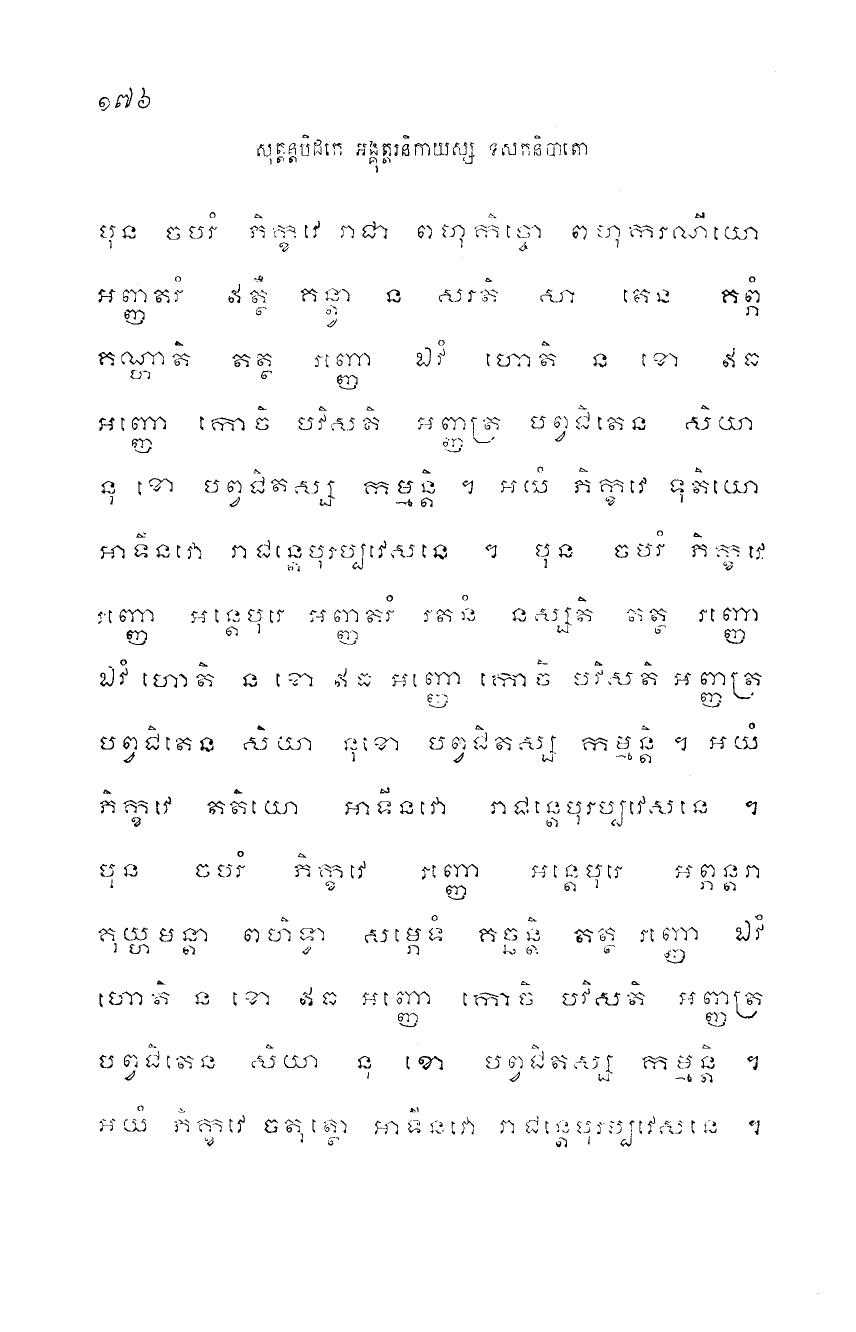 ១៧៦
សុត្តន្តបិដកេ អង្គុត្តរនិកាយស្ស ទសកនិបាតោ
បុន ចបរំ ភិក្ខវេ រាជា ពហុកិច្ចោ ពហុករណីយោ
អញ្ញតរំ ឥត្ថឹ គន្ត្វា ន សរតិ សា តេន គព្ភំ
គណ្ហាតិ តត្ថ រញ្ញោ ឯវំ ហោតិ ន ខោ ឥធ
អញ្ញោ កោចិ បវិសតិ អញ្ញត្រ បព្វជិតេន សិយា
នុ ខោ បព្វជិតស្ស កម្មន្តិ ។ អយំ ភិក្ខវេ ទុតិយោ
អាទីនវោ រាជន្តេបុរប្បវេសនេ ។ បុន ចបរំ ភិក្ខវេ
រញ្ញោ អន្តេបុរេ អញ្ញតរំ រតនំ នស្សតិ តត្ថ រញ្ញោ
ឯវំ ហោតិ ន ខោ ឥធ អញ្ញោ កោចិ បវិសតិ អញ្ញត្រ
បព្វជិតេន សិយា នុខោ បព្វជិតស្ស កម្មន្តិ ។ អយំ
ភិក្ខវេ តតិយោ អាទីនវោ រាជន្តេបុរប្បវេសនេ ។
បុន ចបរំ ភិក្ខវេ រញ្ញោ អន្តេបុរេ អព្ភន្តរា
គុយ្ហមន្តា ពហិទ្ធា សម្ភេទំ គច្ឆន្តិ តត្ថ រញ្ញោ ឯវំ
ហោតិ ន ខោ ឥធ អញ្ញោ កោចិ បវិសតិ អញ្ញត្រ
បព្វជិតេន សិយា នុ ខោ បព្វជិតស្ស កម្មន្តិ ។
អយំ ភិក្ខវេ ចតុត្ថោ អាទីនវោ រាជន្តេបុរប្បវេសនេ ។